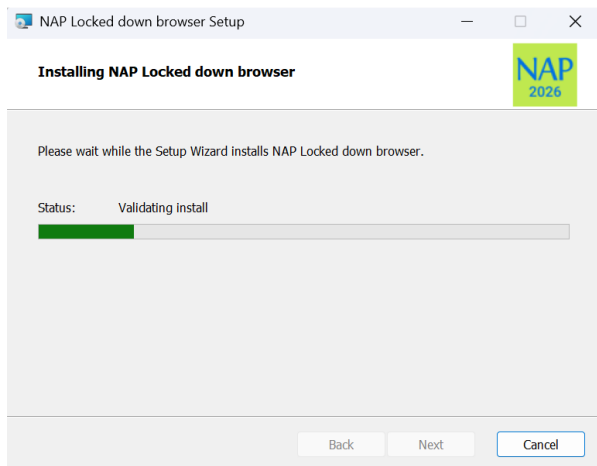 NAP Locked down browser Setup
Installing NAP Locked down browser
NAP
2026
Please wait while the Setup Wizard installs NAP Locked down browser.
Status: Validating install
Back Next Cancel